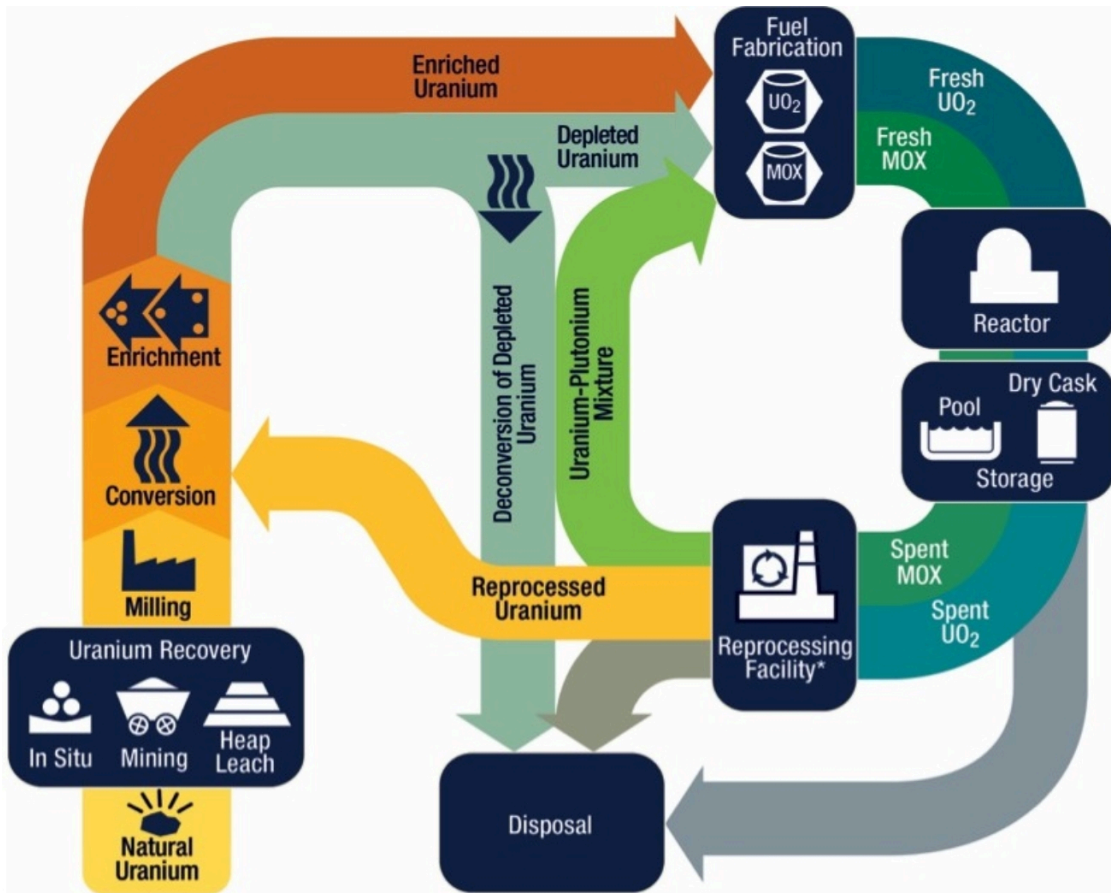 Fuel
Fabrication
UO₂
MOX
Enriched
Uranium
Depleted
Uranium
Fresh
UO₂
Fresh
MOX
Reactor
Dry Cask
Pool
Storage
Enrichment
Conversion
Milling
Uranium Recovery
In Situ
Mining
Heap
Leach
Natural
Uranium
Deconversion of Depleted
Uranium
Uranium-Plutonium
Mixture
Reprocessed
Uranium
Spent
MOX
Spent
UO₂
Reprocessing
Facility*
Disposal